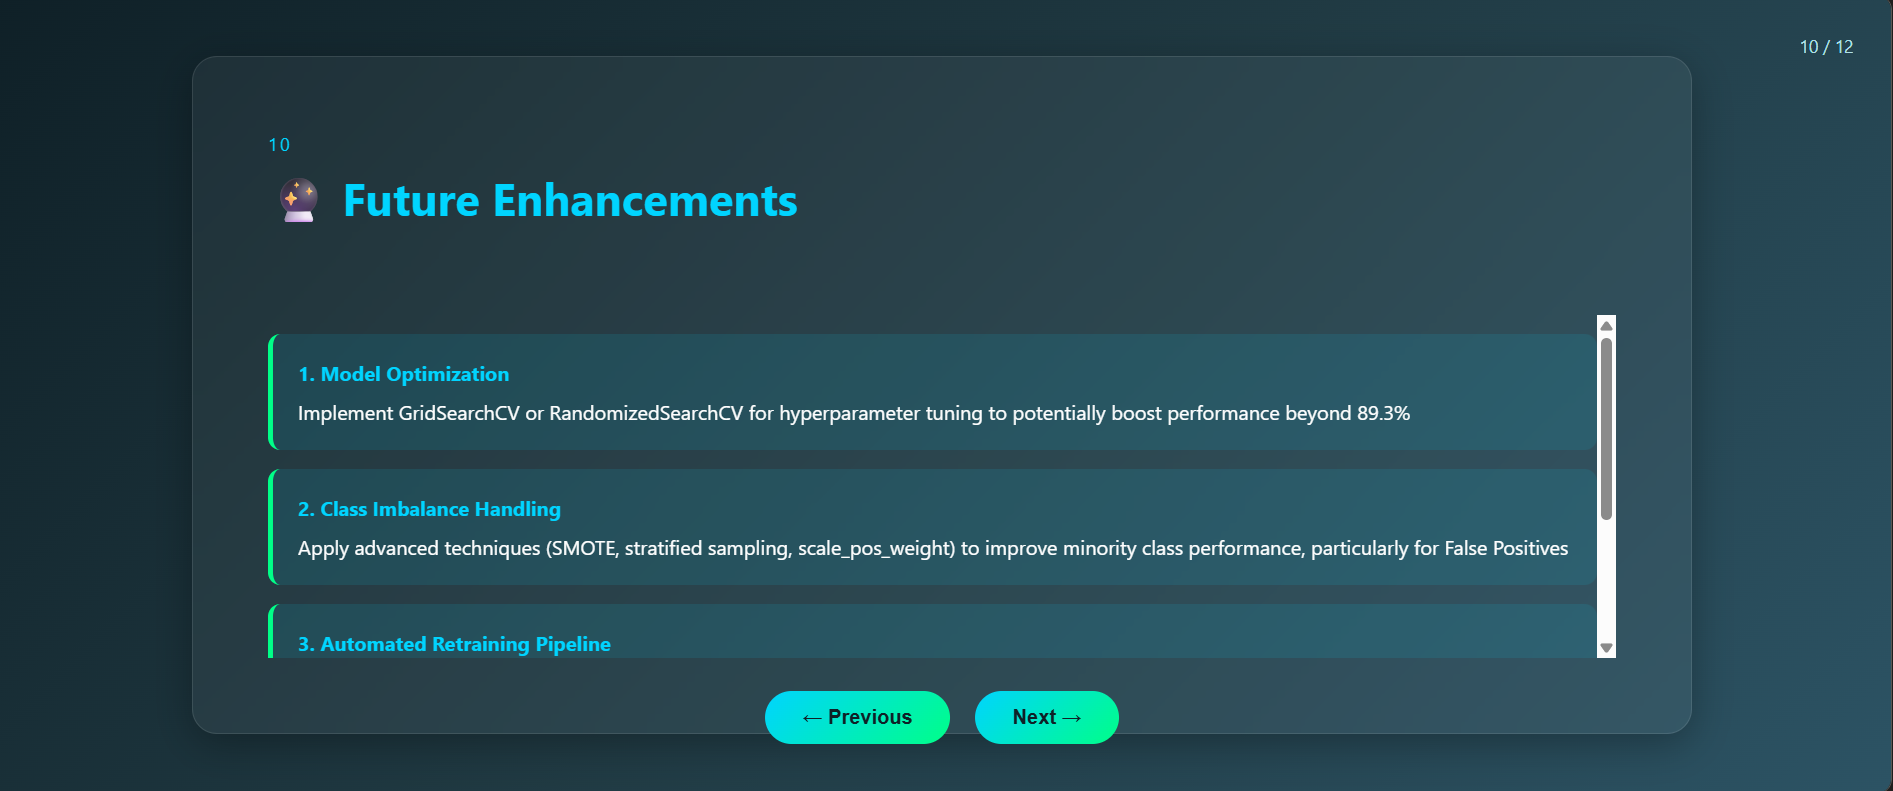 10 / 12
10
Future Enhancements
1. Model Optimization
Implement GridSearchCV or RandomizedSearchCV for hyperparameter tuning to potentially boost performance beyond 89.3%
2. Class Imbalance Handling
Apply advanced techniques (SMOTE, stratified sampling, scale_pos_weight) to improve minority class performance, particularly for False Positives
3. Automated Retraining Pipeline
← Previous
Next →